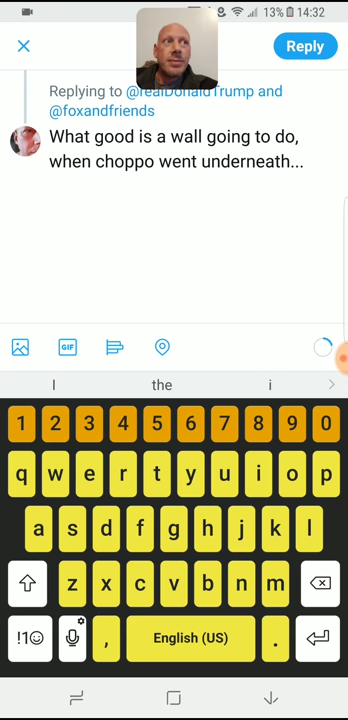 13% 14:32
Reply
Replying to @realDonaldTrump and
@foxandfriends
What good is a wall going to do,
when choppo went underneath...
GIF
I the i
1 2 3 4 5 6 7 8 9 0
q w e r t y u i o p
a s d f g h j k l
z x c v b n m
!1☺ , English (US) .